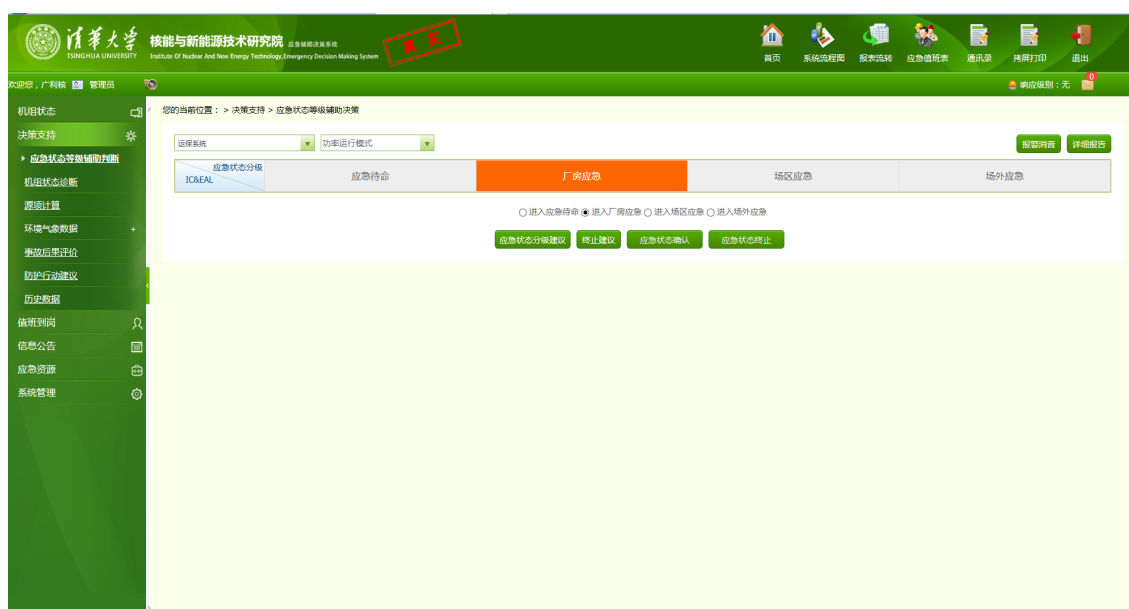 清华大学
TSINGHUA UNIVERSITY
核能与新能源技术研究院 应急辅助决策系统
Institute Of Nuclear And New Energy Technology,Emergency Decision Making System
真实
首页 系统流程图 报表流转 应急值班表 通讯录 拷屏打印 退出
欢迎您，广利核 管理员
响应级别：无 0
机组状态
决策支持
应急状态等级辅助判断
机组状态诊断
源项计算
环境气象数据 +
事故后果评价
防护行动建议
历史数据
值班到岗
信息公告
应急资源
系统管理
您的当前位置： > 决策支持 > 应急状态等级辅助决策
运保系统 功率运行模式 报警消音 详细报告
应急状态分级
IC&EAL
应急待命 厂房应急 场区应急 场外应急
进入应急待命 进入厂房应急 进入场区应急 进入场外应急
应急状态分级建议 终止建议 应急状态确认 应急状态终止